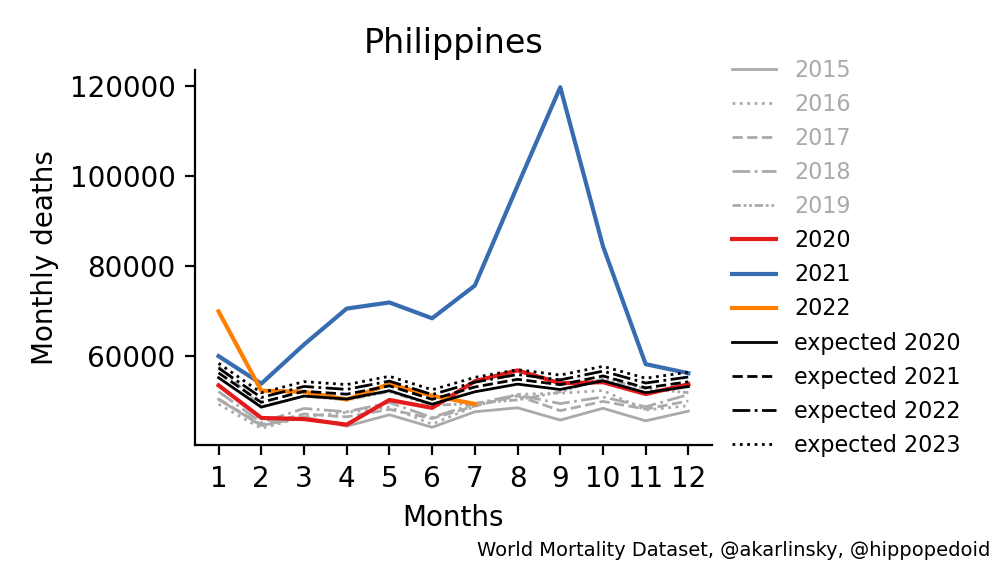 Philippines
120000
100000
80000
60000
Monthly deaths
1 2 3 4 5 6 7 8 9 10 11 12
Months
2015
2016
2017
2018
2019
2020
2021
2022
expected 2020
expected 2021
expected 2022
expected 2023
World Mortality Dataset, @akarlinsky, @hippopedoid